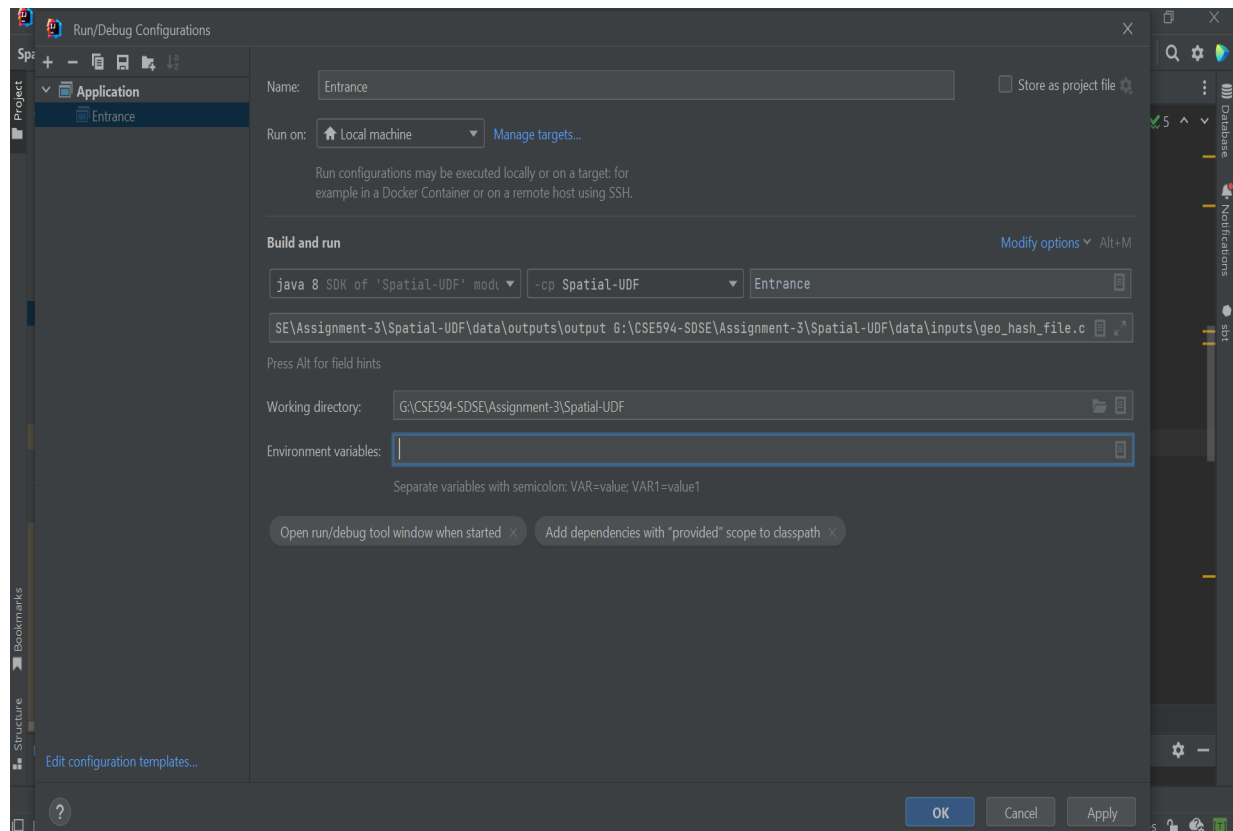 Run/Debug Configurations
Spa
Application
Entrance
Name: Entrance
Store as project file
Run on: Local machine
Manage targets...
Run configurations may be executed locally or on a target: for
example in a Docker Container or on a remote host using SSH.
Build and run
Modify options Alt+M
java 8 SDK of 'Spatial-UDF' modu
-cp Spatial-UDF
Entrance
SE\Assignment-3\Spatial-UDF\data\outputs\output G:\CSE594-SDSE\Assignment-3\Spatial-UDF\data\inputs\geo_hash_file.c
Press Alt for field hints
Working directory: G:\CSE594-SDSE\Assignment-3\Spatial-UDF
Environment variables:
Separate variables with semicolon: VAR=value; VAR1=value1
Open run/debug tool window when started ×
Add dependencies with "provided" scope to classpath ×
Edit configuration templates...
?
OK
Cancel
Apply
Project
Bookmarks
Structure
5
Database
Notifications
sbt